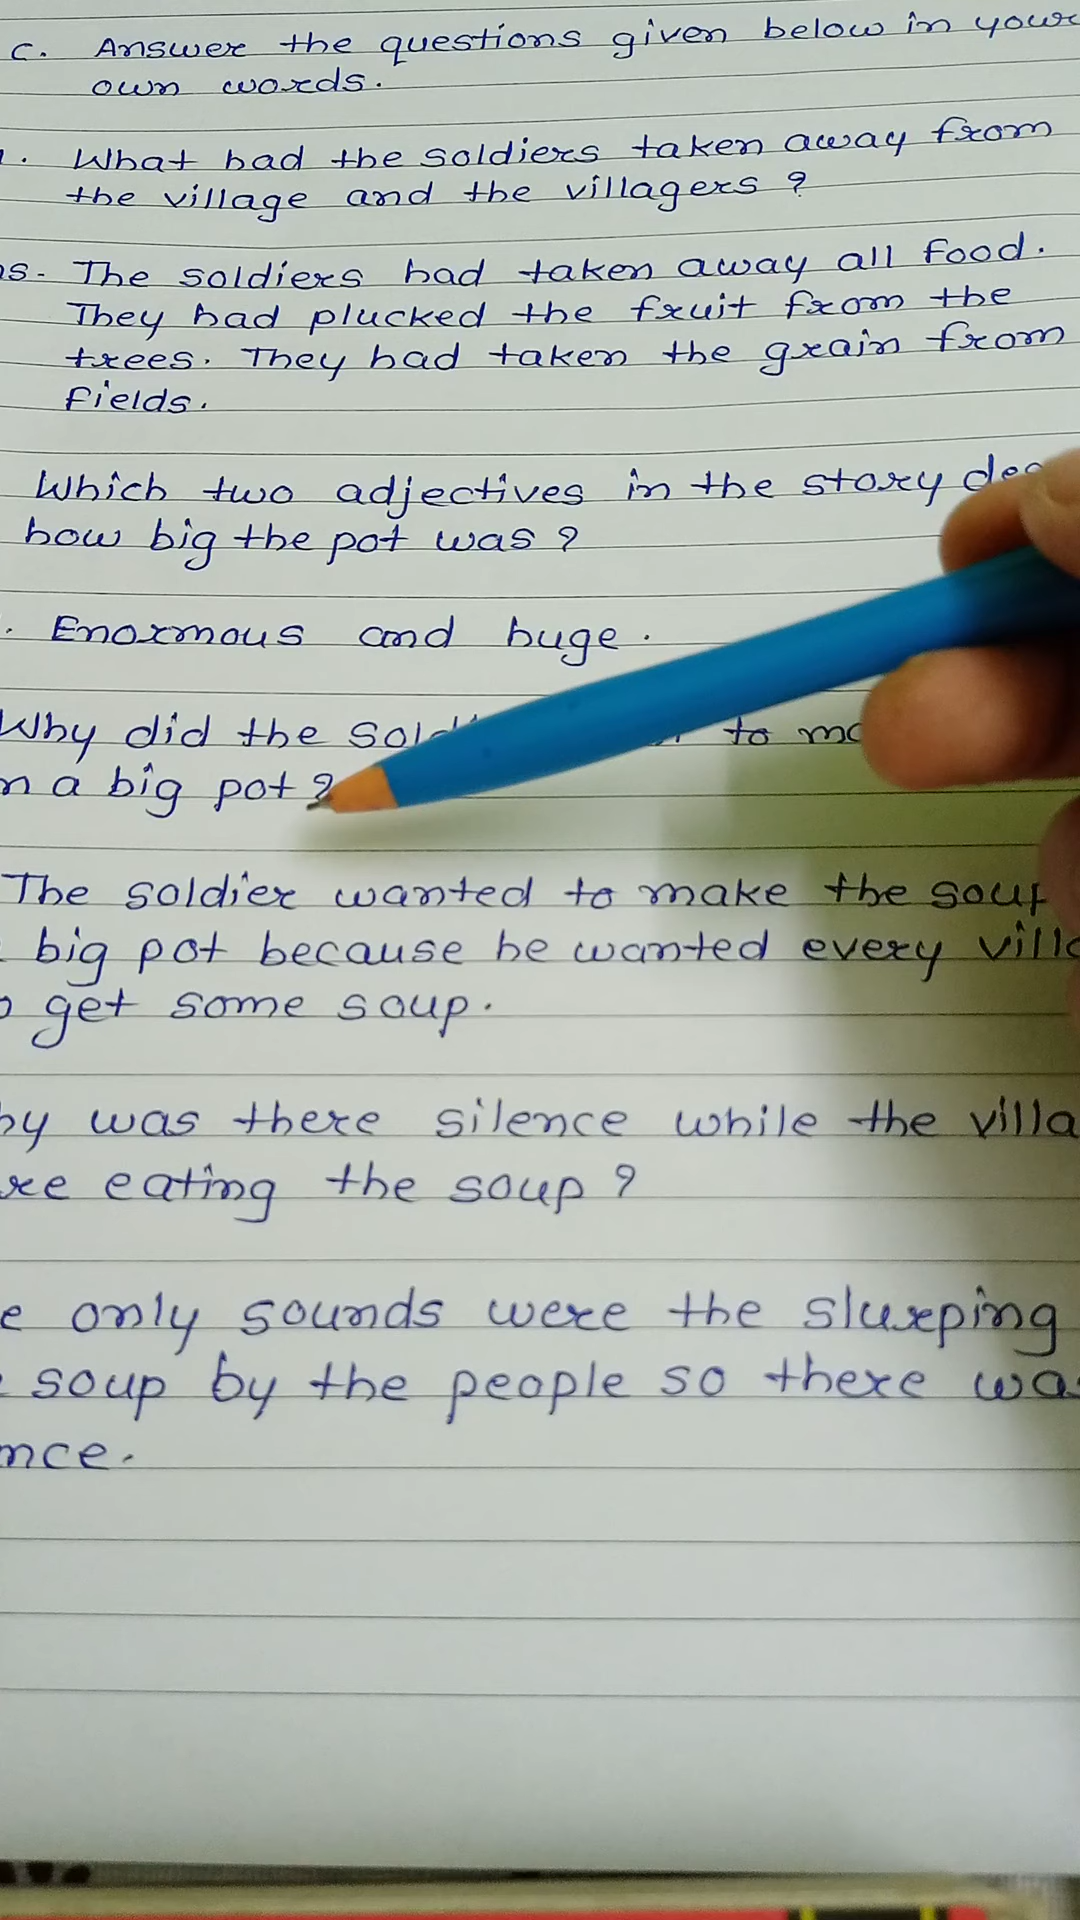 C. Answer the questions given below in your
own words.
1. What had the soldiers taken away from
the village and the villagers ?
ns. The soldiers had taken away all food.
They had plucked the fruit from the
trees. They had taken the grain from
fields.
Which two adjectives in the story
how big the pot was ?
. Enormous and huge.
Why did the to
a big pot ?
The soldier wanted to make the soup
big pot because he wanted every
get some soup.
was there silence while the
eating the soup ?
only sounds were the slurping
soup by the people so there